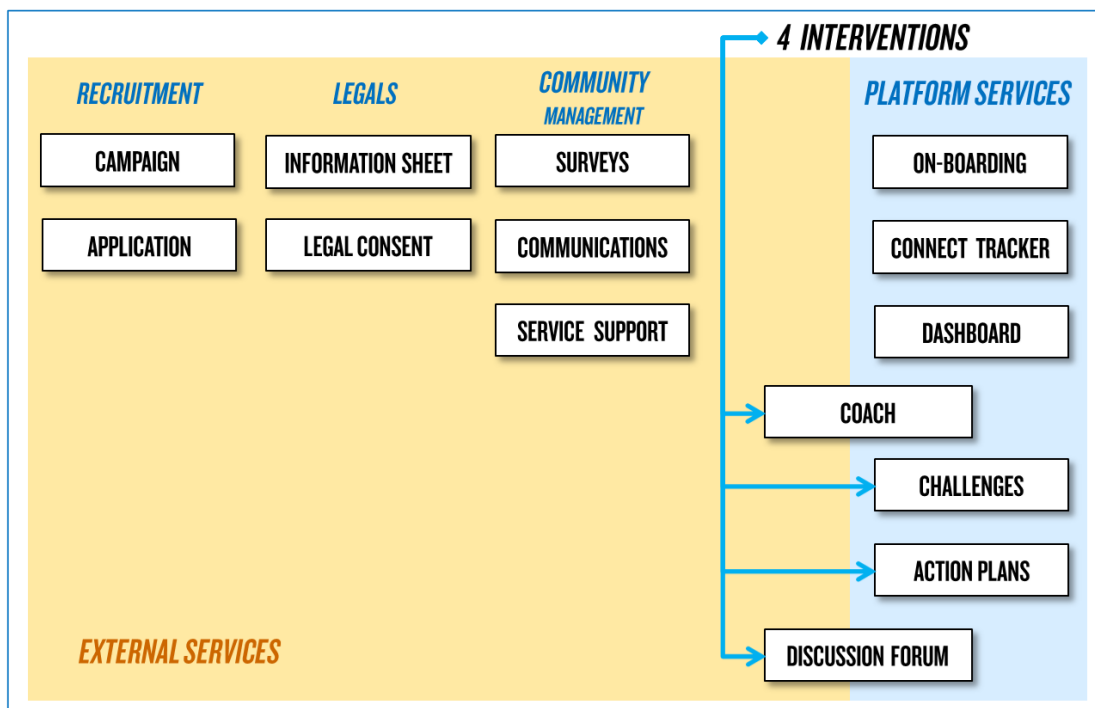 4 INTERVENTIONS
RECRUITMENT
CAMPAIGN
APPLICATION
LEGALS
INFORMATION SHEET
LEGAL CONSENT
COMMUNITY
MANAGEMENT
SURVEYS
COMMUNICATIONS
SERVICE SUPPORT
PLATFORM SERVICES
ON-BOARDING
CONNECT TRACKER
DASHBOARD
COACH
CHALLENGES
ACTION PLANS
DISCUSSION FORUM
EXTERNAL SERVICES